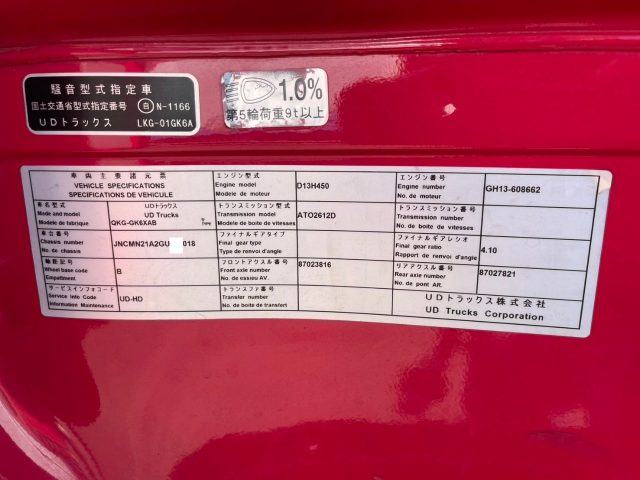 騒音型式指定車
国土交通省型式指定番号 自 N-1166
UDトラックス LKG-01GK6A
1.0%
第5輪荷重9t以上
車両主要諸元票
VEHICLE SPECIFICATIONS
SPECIFICATIONS DE VEHICULE
エンジン型式
Engine model
Modele de moteur
D13H450
エンジン番号
Engine number
No. de moteur
GH13-608662
車名型式
Mode and model
Modele de fabrique
UDトラックス
UD Trucks
QKG-GK6XAB
TYPE
トランスミッション型式
Transmission model
Modele de boite de vitesses
ATO2612D
トランスミッション番号
Transmission number
No. de boite de vitesses
車台番号
Chassis number
No. de chassis
JNCMN21A2GU 018
ファイナルギアタイプ
Final gear type
Type de renvoi d'angle
ファイナルギアレシオ
Final gear ratio
Rapport de renvoi d'angle
4.10
軸距記号
Wheel base code
Empattment
B
フロントアクスル番号
Front axle number
No. de essieu AV.
87023816
リアアクスル番号
Rear axle number
No. de pont AR.
87027821
サービスインフォコード
Service Info Code
Information Maintenance
UD-HD
トランスファ番号
Transfer number
No. de boite de transfert
UDトラックス株式会社
UD Trucks Corporation